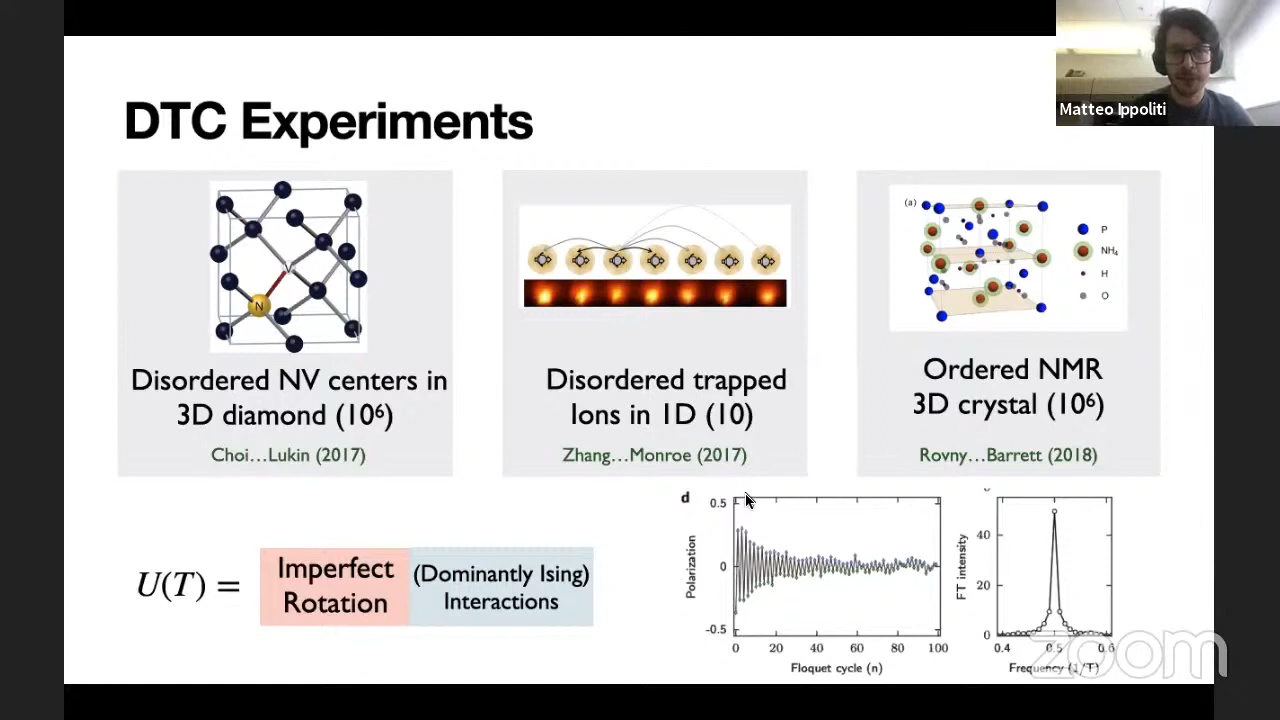 Matteo Ippoliti
DTC Experiments
V
N
Disordered NV centers in
3D diamond (10⁶)
Choi...Lukin (2017)
Disordered trapped
Ions in 1D (10)
Zhang...Monroe (2017)
(a)
P
NH₄
H
O
Ordered NMR
3D crystal (10⁶)
Rovny...Barrett (2018)
U(T) =
Imperfect
Rotation
(Dominantly Ising)
Interactions
d
Polarization
0.5
0
-0.5
0 20 40 60 80 100
Floquet cycle (n)
FT intensity
40
20
0
0.4 0.5 0.6
Frequency (1/T)
zoom